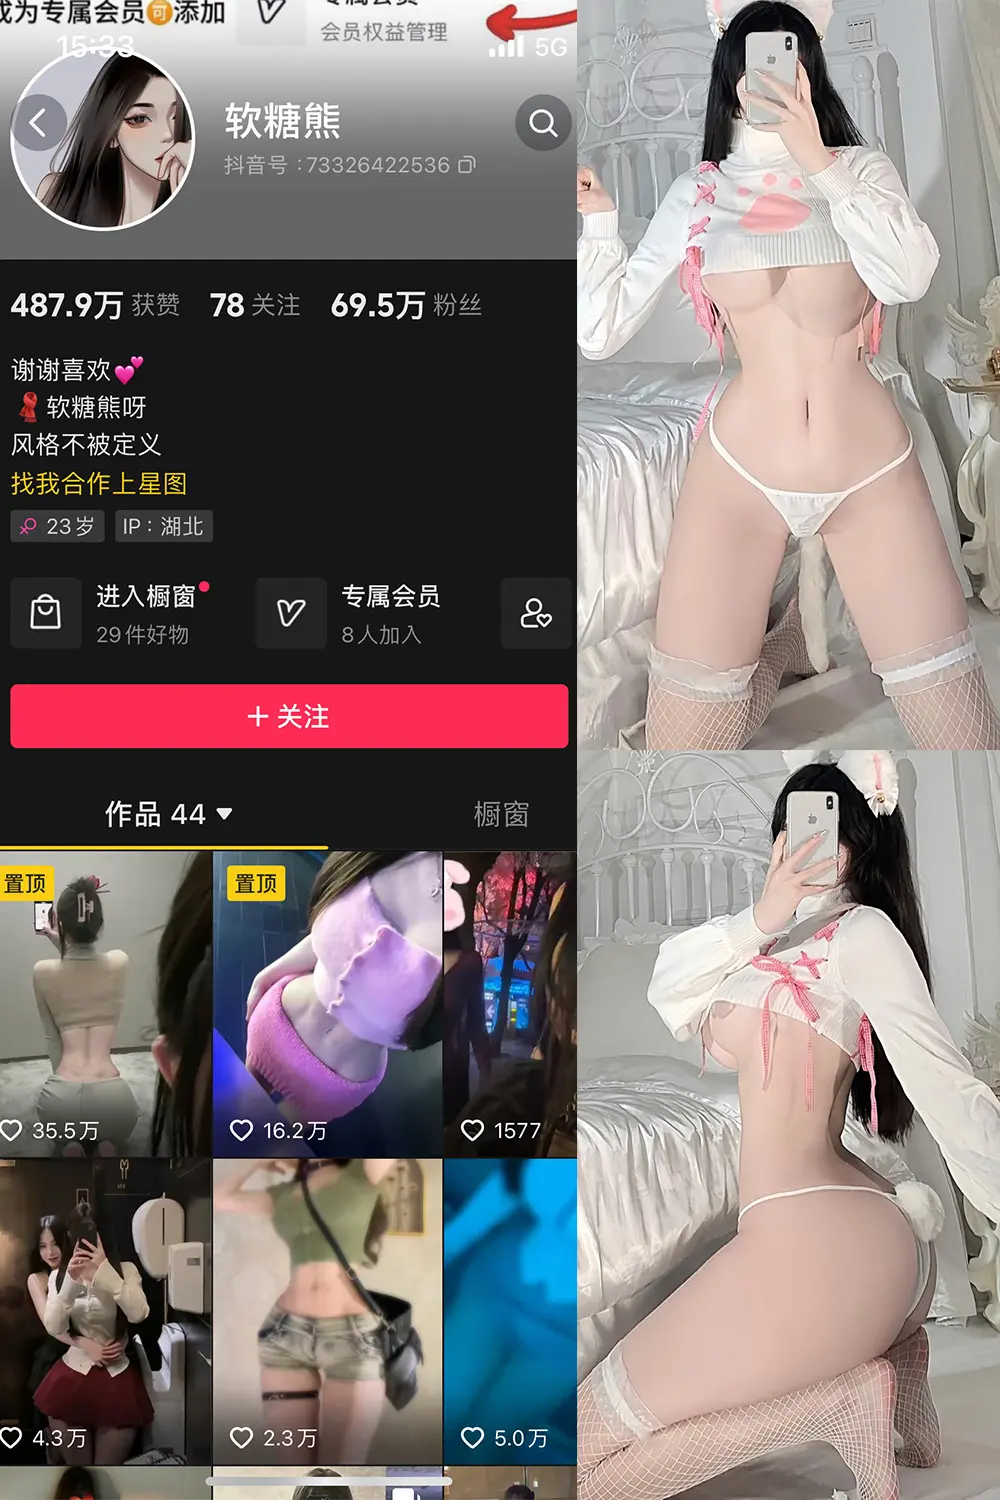 成为专属会员可添加
会员权益管理
15:33
5G
软糖熊
抖音号：73326422536
487.9万 获赞 78 关注 69.5万 粉丝
谢谢喜欢💕
🧣软糖熊呀
风格不被定义
找我合作上星图
23岁 IP：湖北
进入橱窗 专属会员
29件好物 8人加入
+ 关注
作品 44 橱窗
置顶 置顶
35.5万 16.2万 1577
4.3万 2.3万 5.0万